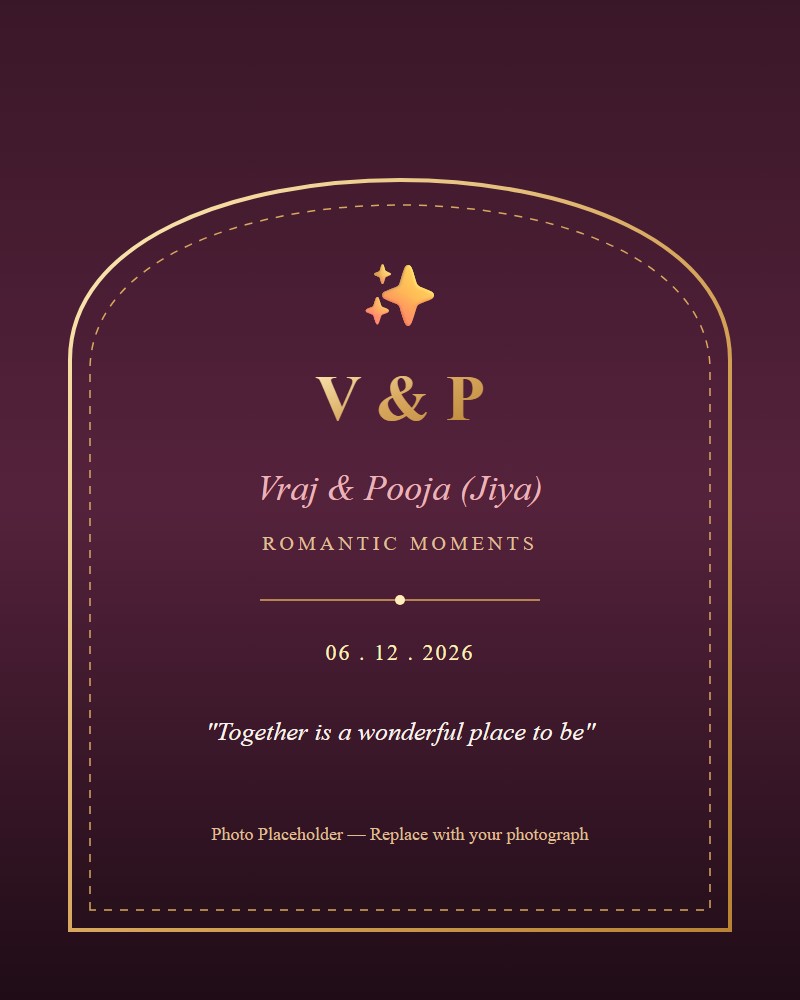 V & P
Vraj & Pooja (Jiya)
ROMANTIC MOMENTS
06 . 12 . 2026
"Together is a wonderful place to be"
Photo Placeholder — Replace with your photograph